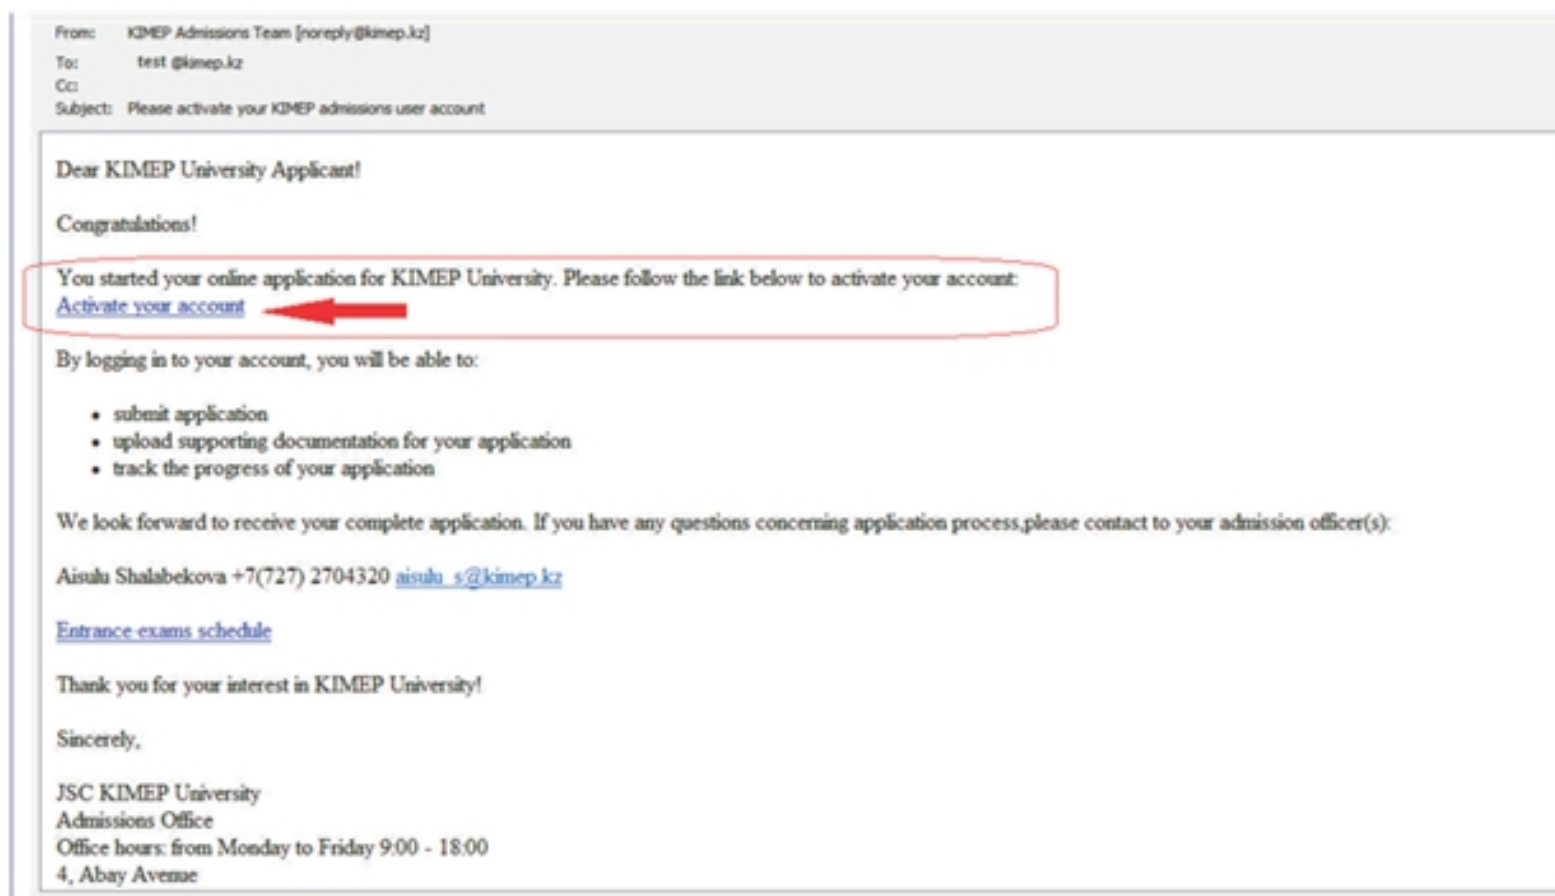 From: KIMEP Admissions Team [noreply@kimep.kz]
To: test @kimep.kz
Cc:
Subject: Please activate your KIMEP admissions user account
Dear KIMEP University Applicant!
Congratulations!
You started your online application for KIMEP University. Please follow the link below to activate your account:
Activate your account
By logging in to your account, you will be able to:
• submit application
• upload supporting documentation for your application
• track the progress of your application
We look forward to receive your complete application. If you have any questions concerning application process,please contact to your admission officer(s):
Aisulu Shalabekova +7(727) 2704320 aisulu_s@kimep.kz
Entrance exams schedule
Thank you for your interest in KIMEP University!
Sincerely,
JSC KIMEP University
Admissions Office
Office hours: from Monday to Friday 9:00 - 18:00
4, Abay Avenue